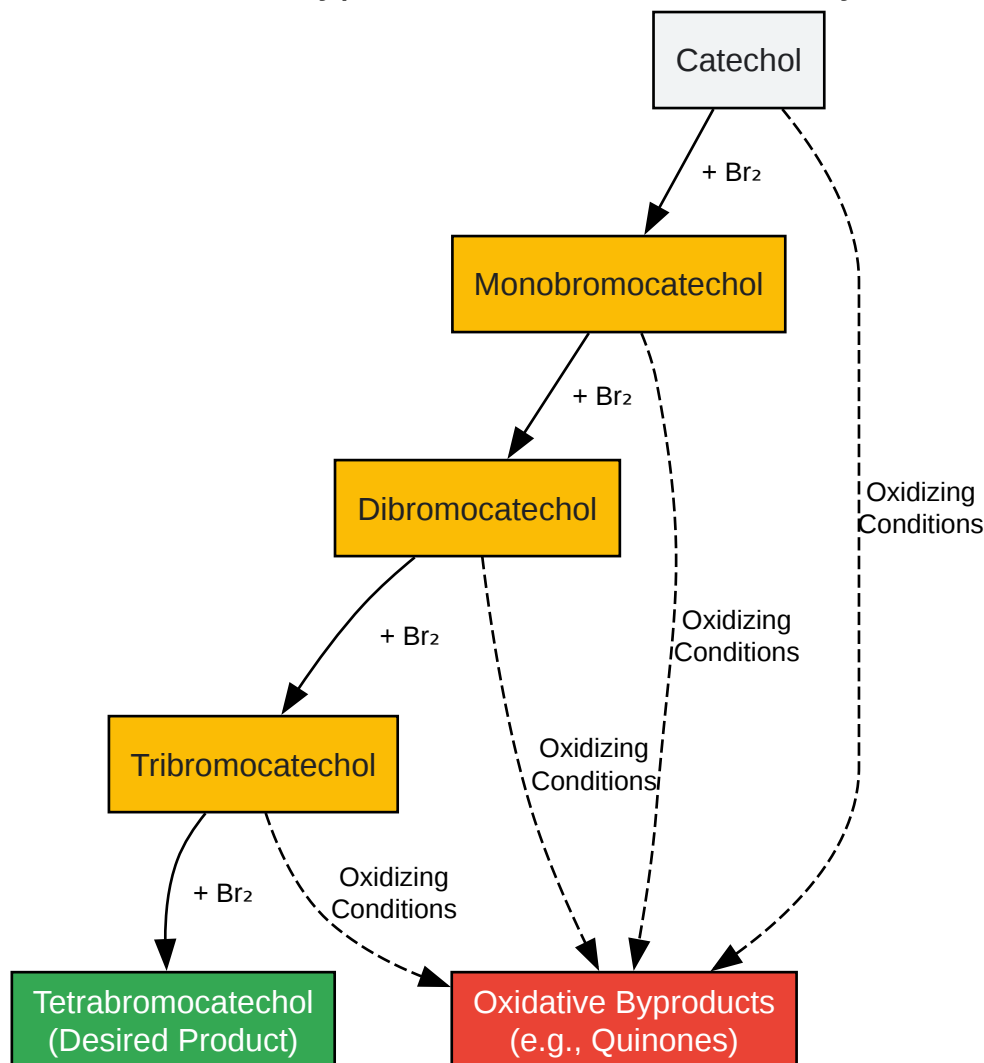 Catechol
+ Br₂
Monobromocatechol
+ Br₂
Dibromocatechol
Oxidizing
Conditions
Oxidizing
Conditions
+ Br₂
Oxidizing
Conditions
Tribromocatechol
+ Br₂
Oxidizing
Conditions
Tetrabromocatechol
(Desired Product)
Oxidative Byproducts
(e.g., Quinones)